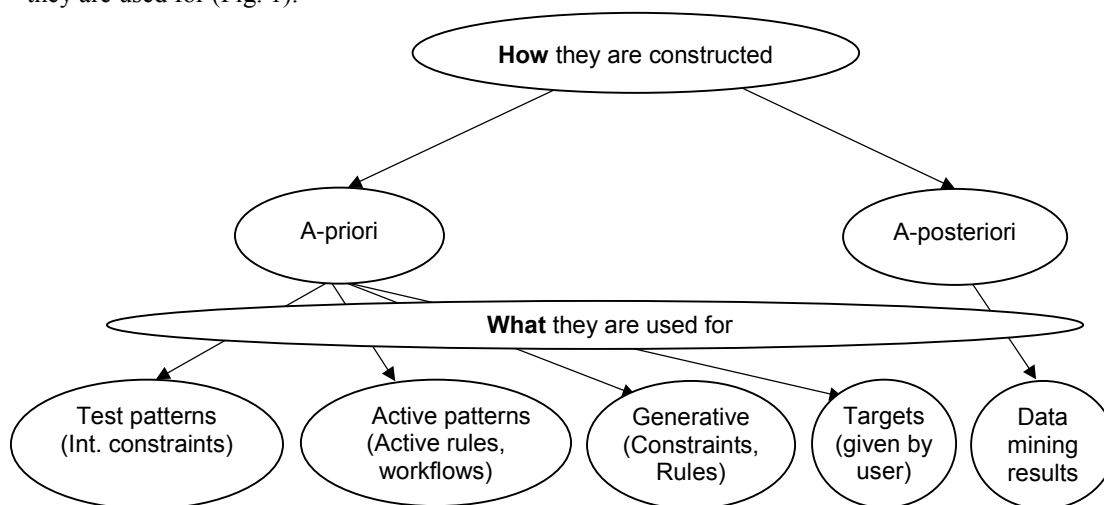 they are used for (Fig. 1).
How they are constructed
A-priori
A-posteriori
What they are used for
Test patterns
(Int. constraints)
Active patterns
(Active rules,
workflows)
Generative
(Constraints,
Rules)
Targets
(given by
user)
Data
mining
results